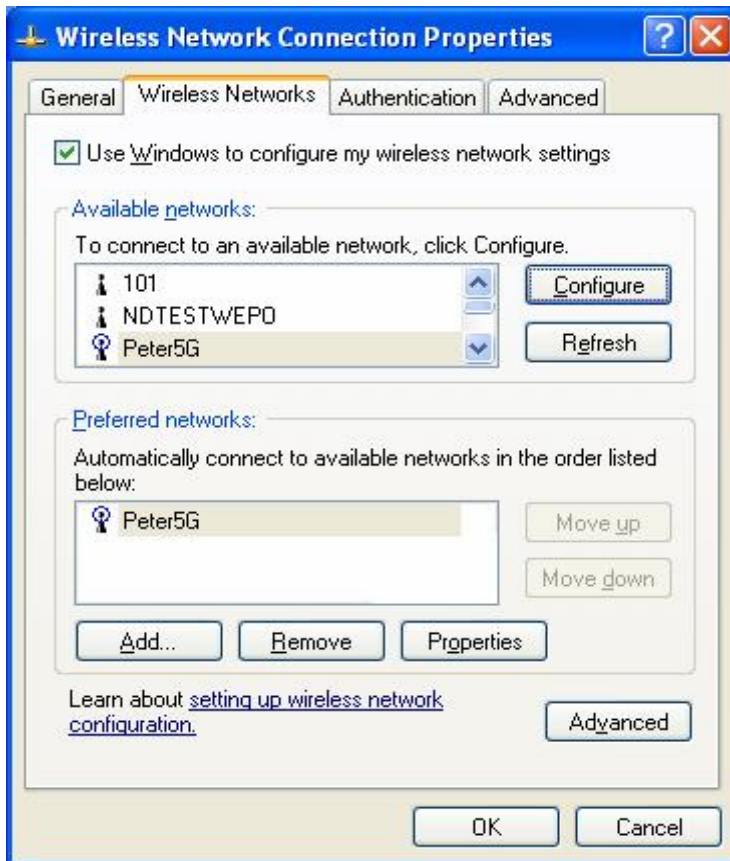 Wireless Network Connection Properties
General Wireless Networks Authentication Advanced
Use Windows to configure my wireless network settings
Available networks:
To connect to an available network, click Configure.
101
Configure
NDTESTWEPO
Peter5G
Refresh
Preferred networks:
Automatically connect to available networks in the order listed
below:
Peter5G
Move up
Move down
Add... Remove Properties
Learn about setting up wireless network
configuration.
Advanced
OK Cancel